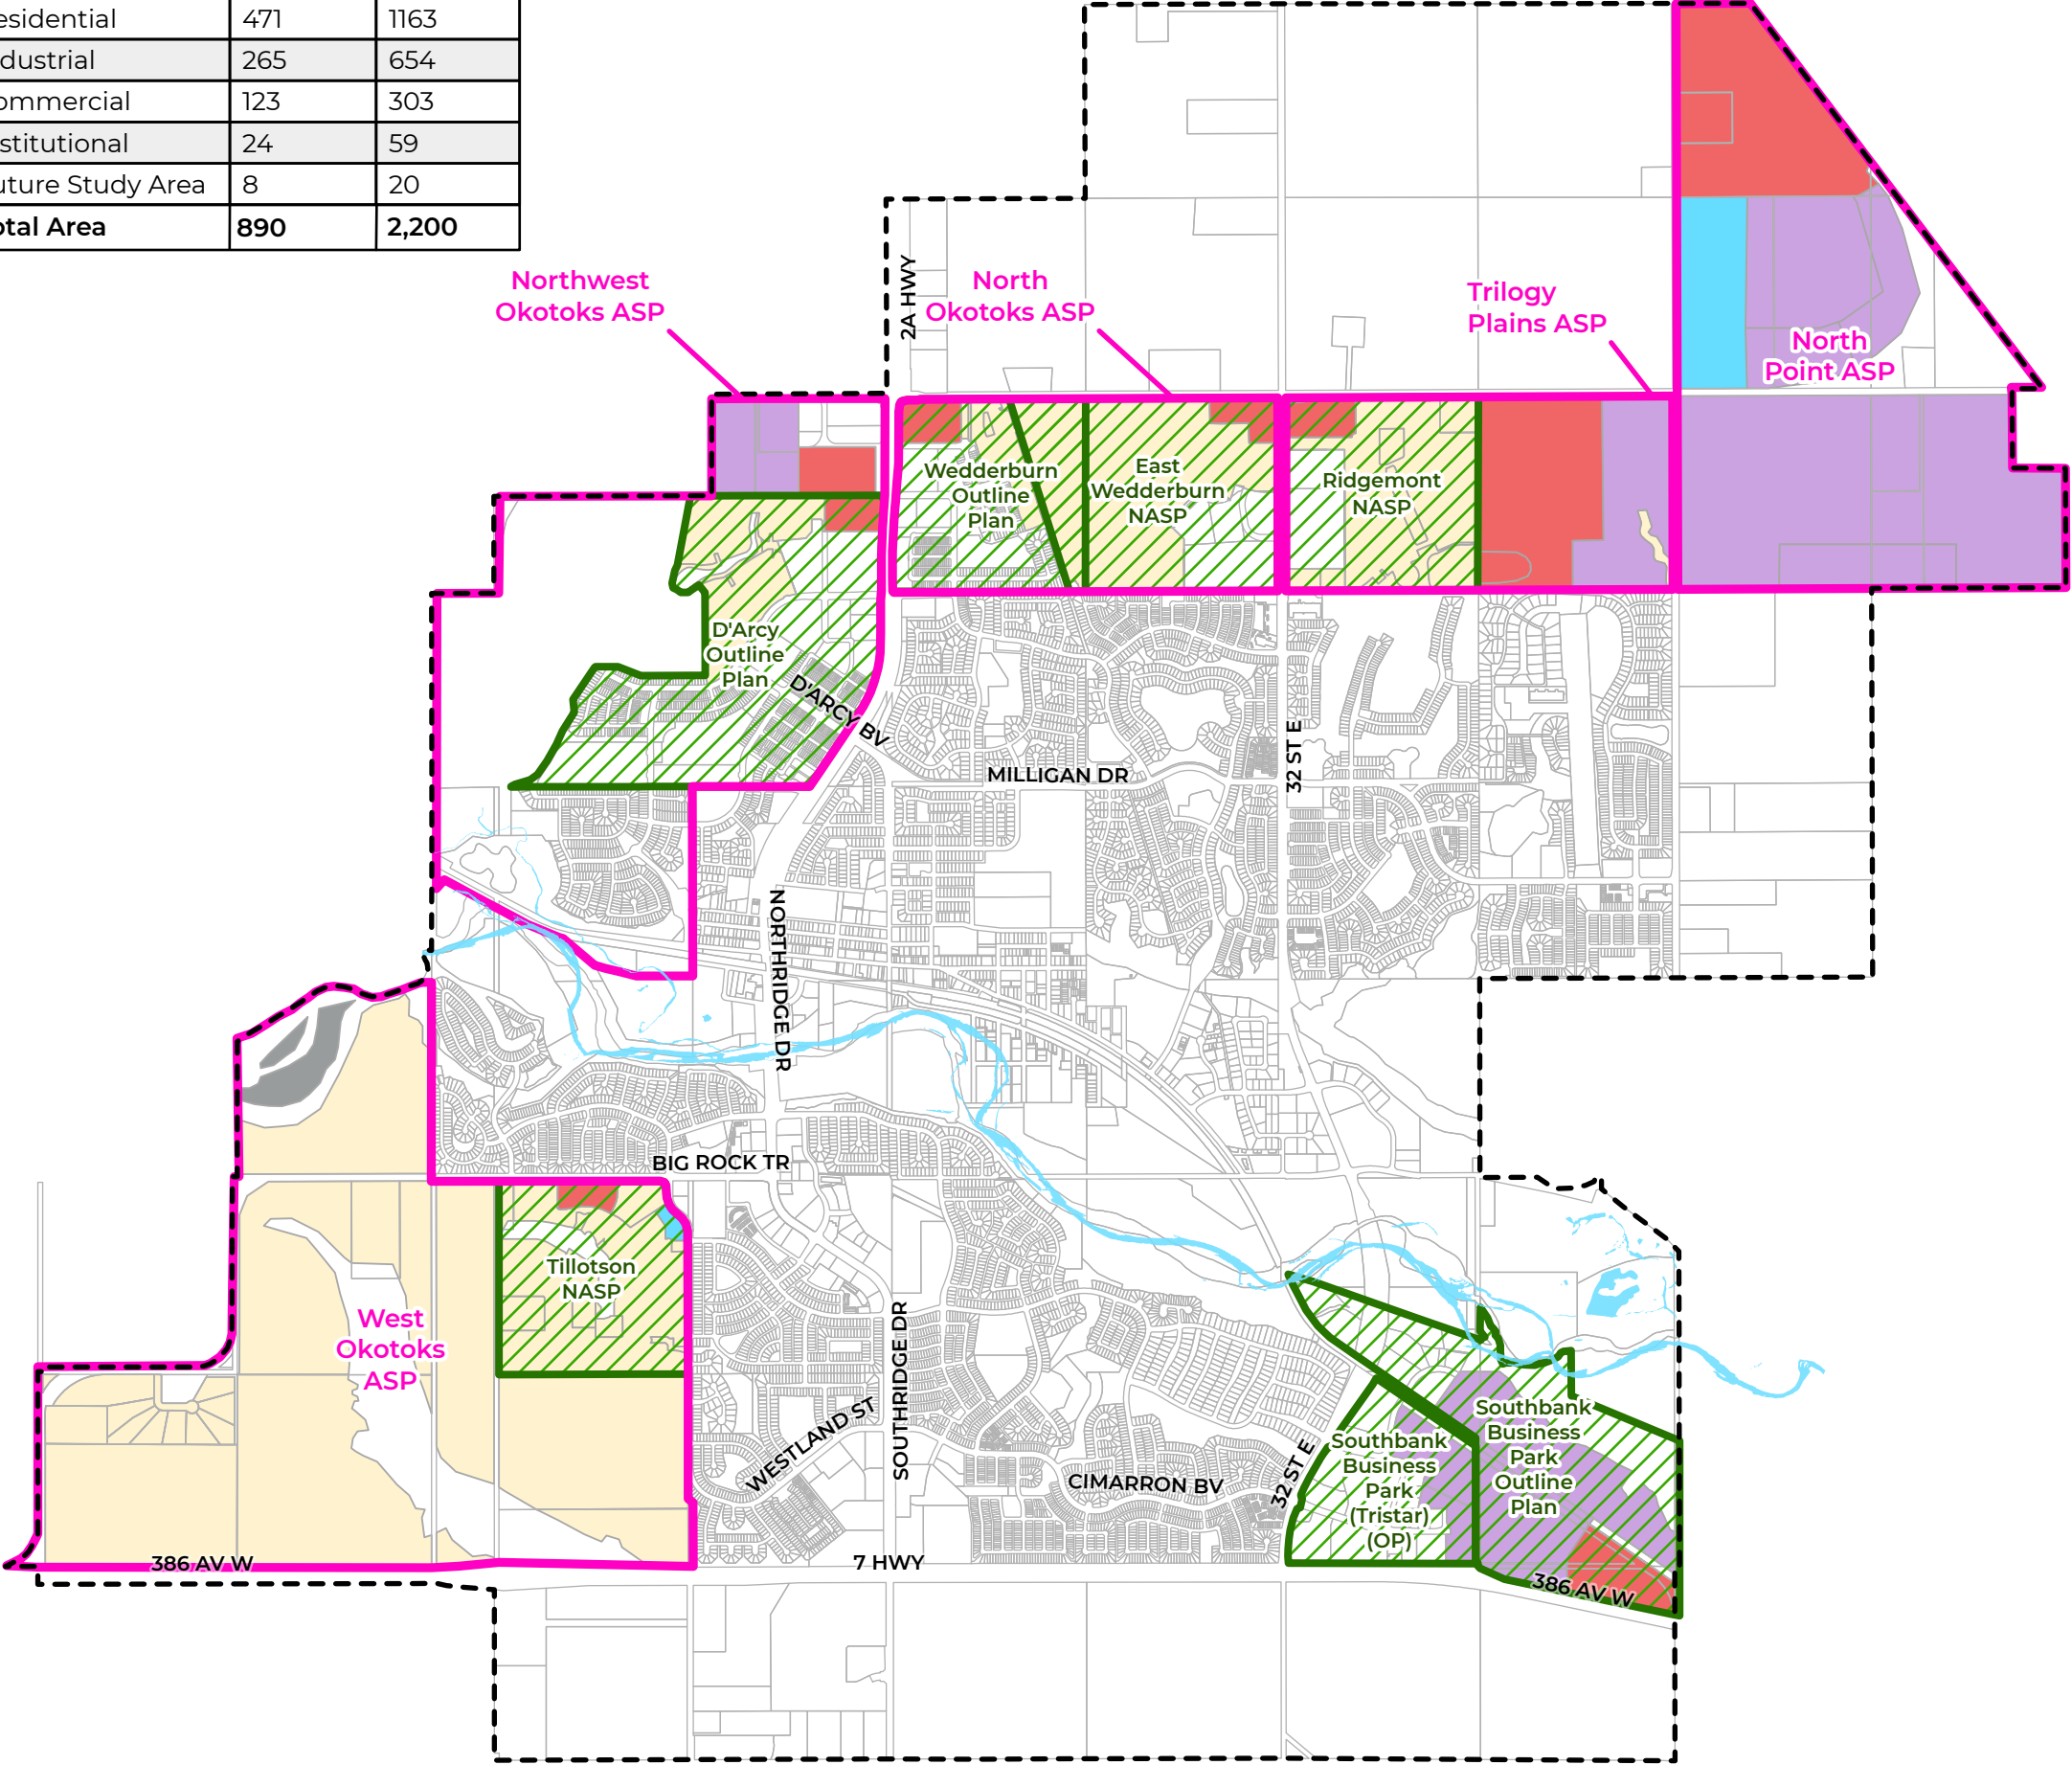 esidential 471 1163
dustrial 265 654
ommercial 123 303
stitutional 24 59
uture Study Area 8 20
otal Area 890 2,200
Northwest
Okotoks ASP
2A HWY
North
Okotoks ASP
Trilogy
Plains ASP
North
Point ASP
Wedderburn
Outline
Plan
East
Wedderburn
NASP
Ridgemont
NASP
D'Arcy
Outline
Plan
D'ARCY BV
MILLIGAN DR
32 ST E
NORTHRIDGE DR
BIG ROCK TR
Tillotson
NASP
West
Okotoks
ASP
SOUTHRIDGE DR
WESTLAND ST
CIMARRON BV
32 ST E
Southbank
Business
Park
(Tristar)
(OP)
Southbank
Business
Park
Outline
Plan
386 AV W
7 HWY
386 AV W